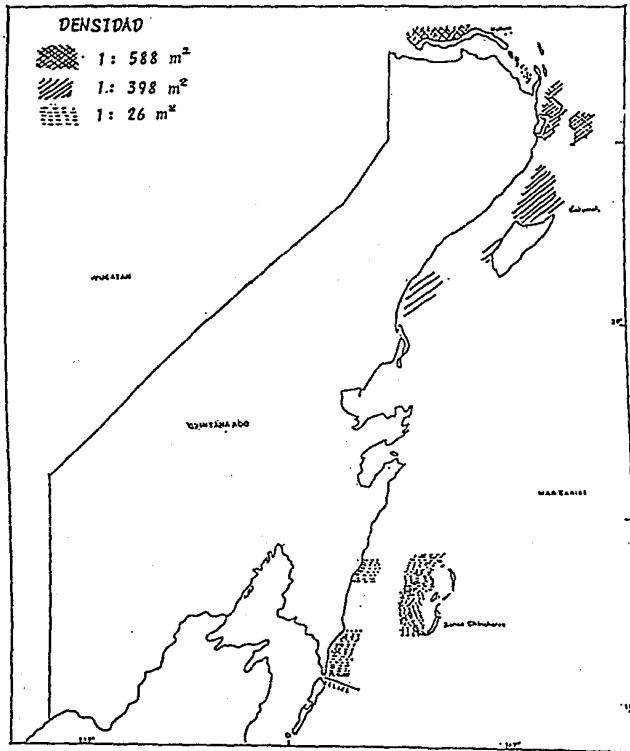 DENSIDAD
1: 588 m²
1: 398 m²
1: 26 m²
Cozumel
YUCATAN
QUINTANA ROO
MAR CARIBE
Banco Chinchorro